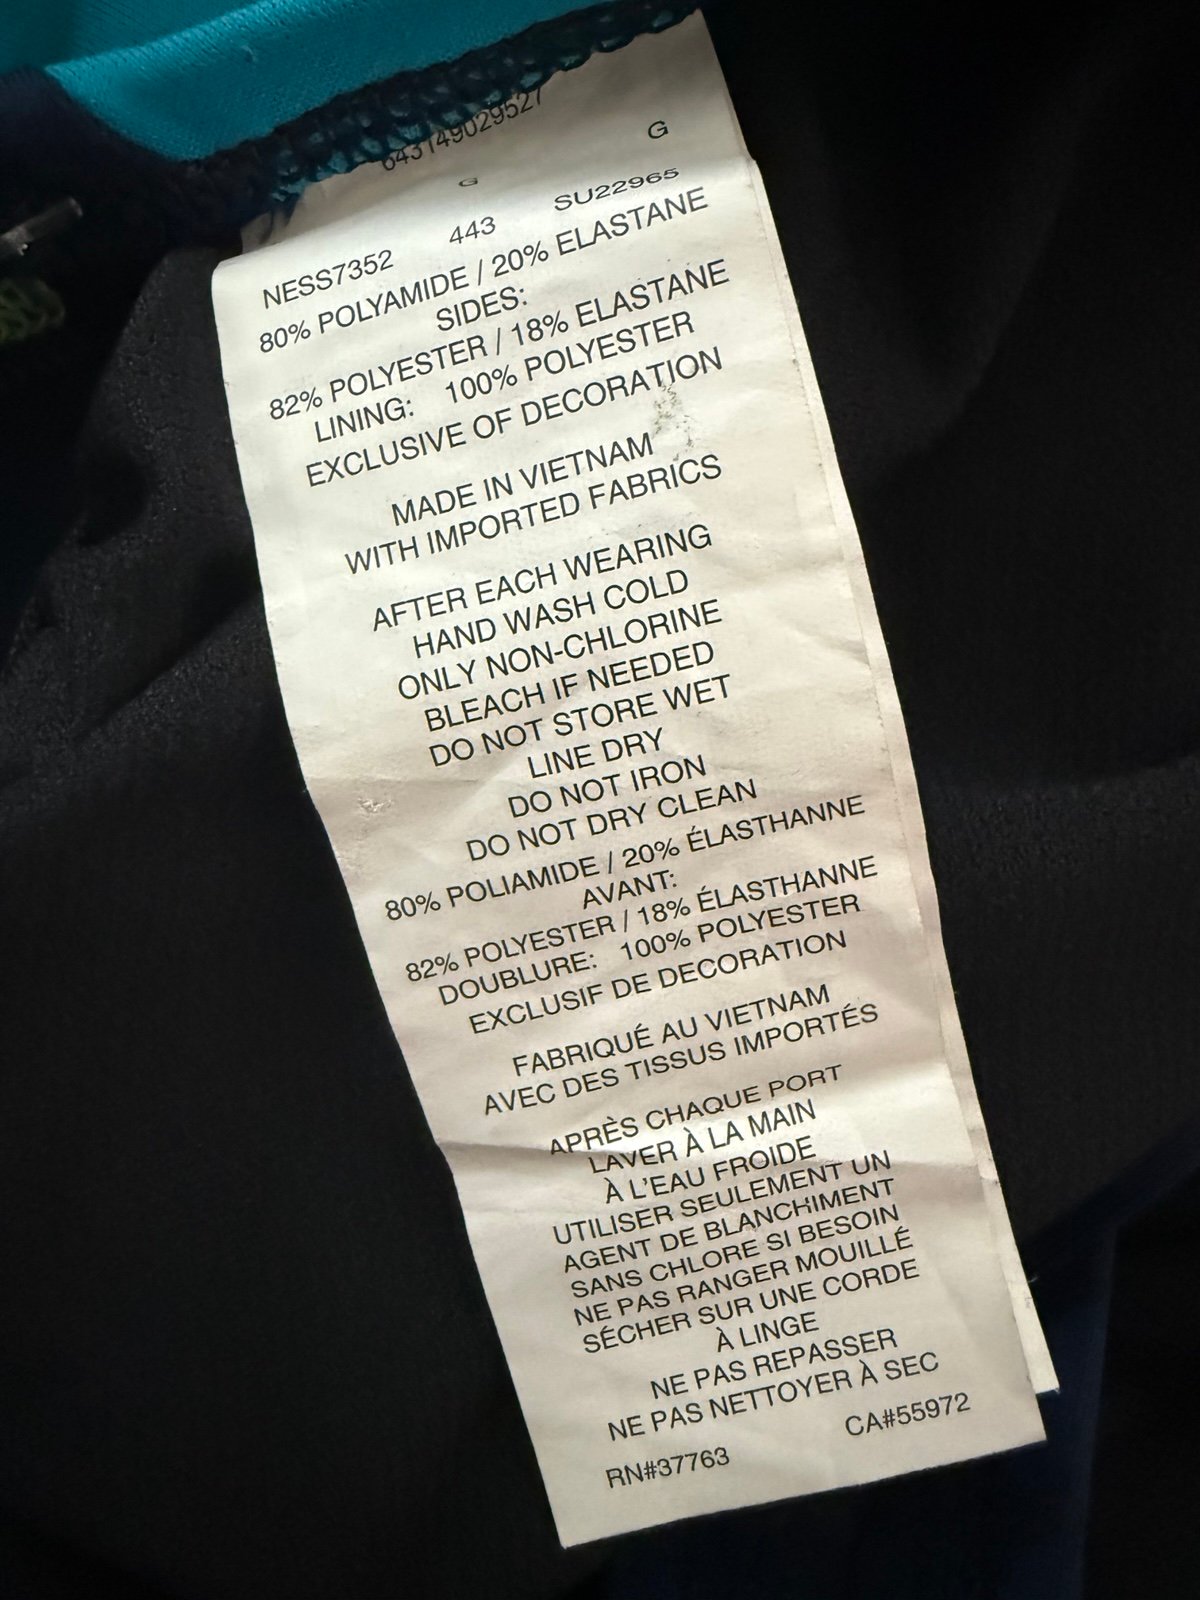 643149029527
G
G
NESS7352 443 SU22965
80% POLYAMIDE / 20% ELASTANE
SIDES:
82% POLYESTER / 18% ELASTANE
LINING: 100% POLYESTER
EXCLUSIVE OF DECORATION
MADE IN VIETNAM
WITH IMPORTED FABRICS
AFTER EACH WEARING
HAND WASH COLD
ONLY NON-CHLORINE
BLEACH IF NEEDED
DO NOT STORE WET
LINE DRY
DO NOT IRON
DO NOT DRY CLEAN
80% POLIAMIDE / 20% ÉLASTHANNE
AVANT:
82% POLYESTER / 18% ÉLASTHANNE
DOUBLURE: 100% POLYESTER
EXCLUSIF DE DECORATION
FABRIQUÉ AU VIETNAM
AVEC DES TISSUS IMPORTÉS
APRÈS CHAQUE PORT
LAVER À LA MAIN
À L'EAU FROIDE
UTILISER SEULEMENT UN
AGENT DE BLANCHIMENT
SANS CHLORE SI BESOIN
NE PAS RANGER MOUILLÉ
SÉCHER SUR UNE CORDE
À LINGE
NE PAS REPASSER
NE PAS NETTOYER À SEC
RN#37763 CA#55972